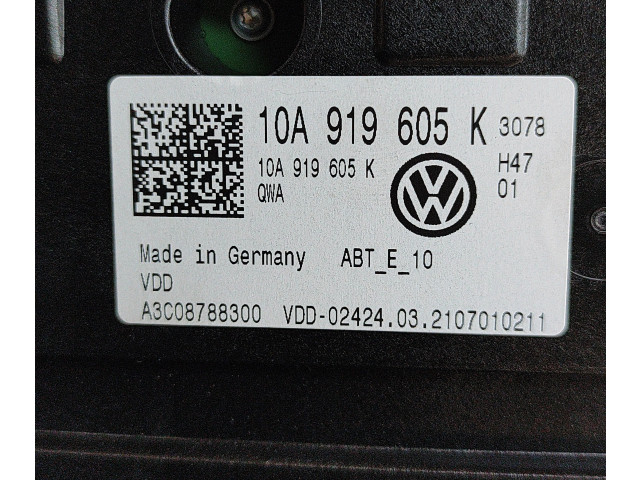 10A 919 605 K 3078
10A 919 605 K H47
QWA 01
Made in Germany ABT_E_10
VDD
A3C08788300 VDD-02424.03.2107010211